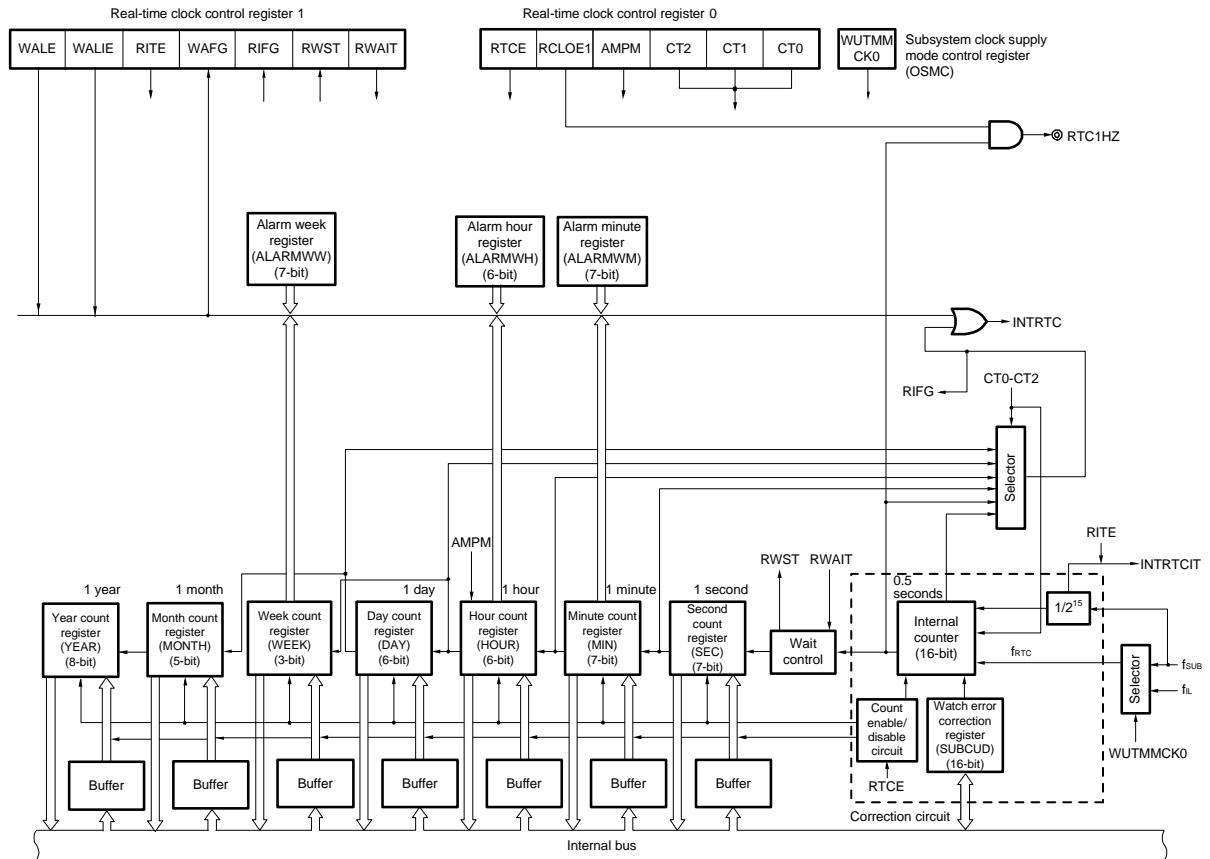 Real-time clock control register 1
Real-time clock control register 0
WALE
WALIE
RITE
WAFG
RIFG
RWST
RWAIT
RTCE
RCLOE1
AMPM
CT2
CT1
CT0
WUTMM
CK0
Subsystem clock supply
mode control register
(OSMC)
RTC1HZ
Alarm week
register
(ALARMWW)
(7-bit)
Alarm hour
register
(ALARMWH)
(6-bit)
Alarm minute
register
(ALARMWM)
(7-bit)
INTRTC
RIFG
CT0-CT2
Selector
RITE
INTRTCIT
AMPM
RWST
RWAIT
1 year
1 month
1 day
1 hour
1 minute
1 second
0.5
seconds
Year count
register
(YEAR)
(8-bit)
Month count
register
(MONTH)
(5-bit)
Week count
register
(WEEK)
(3-bit)
Day count
register
(DAY)
(6-bit)
Hour count
register
(HOUR)
(6-bit)
Minute count
register
(MIN)
(7-bit)
Second
count
register
(SEC)
(7-bit)
Wait
control
Internal
counter
(16-bit)
1/2¹⁵
fRTC
Selector
fSUB
fIL
WUTMMCK0
Count
enable/
disable
circuit
Watch error
correction
register
(SUBCUD)
(16-bit)
RTCE
Buffer
Buffer
Buffer
Buffer
Buffer
Buffer
Buffer
Correction circuit
Internal bus